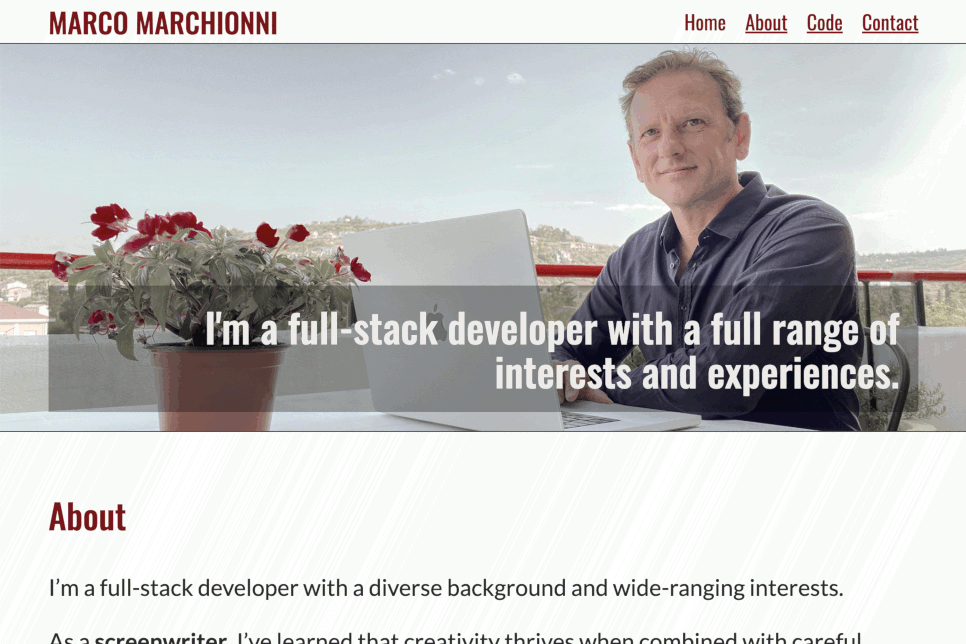 MARCO MARCHIONNI Home About Code Contact
I'm a full-stack developer with a full range of
interests and experiences.
About
I’m a full-stack developer with a diverse background and wide-ranging interests.
As a screenwriter, I’ve learned that creativity thrives when combined with careful